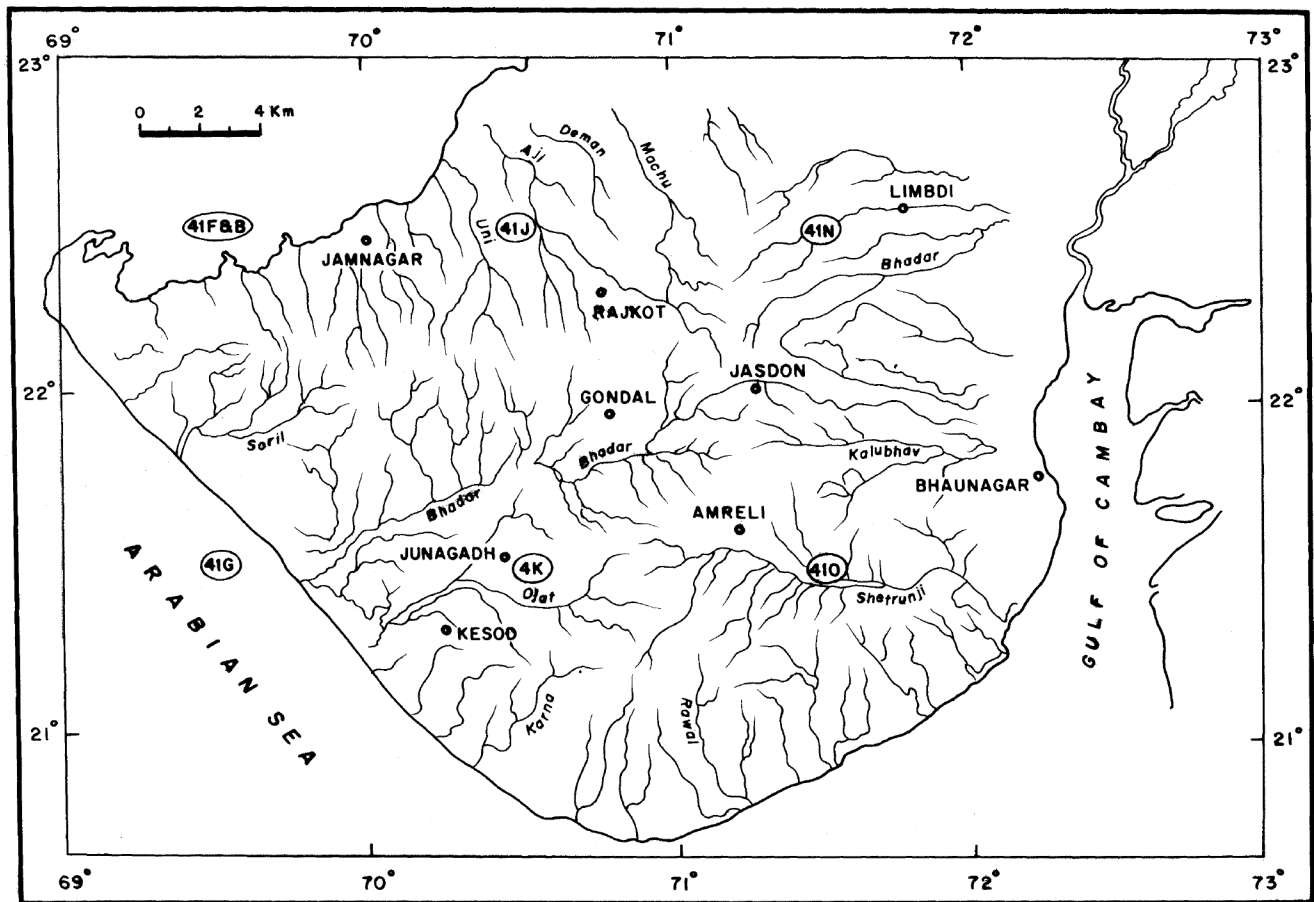 69° 70° 71° 72° 73°
23° 23°
0 2 4 Km
Deman
Aji
Machu
LIMBDI
41F&B
Uni
41J
41N
JAMNAGAR
Bhadar
RAJKOT
JASDON
22° 22°
GONDAL
Soril
Bhadar
Kalubhav
BHAUNAGAR
Bhadar
AMRELI
GULF OF CAMBAY
JUNAGADH
41G
4K
41O
Ojat
Shetrunji
KESOD
ARABIAN SEA
Karna
Rawal
21° 21°
69° 70° 71° 72° 73°